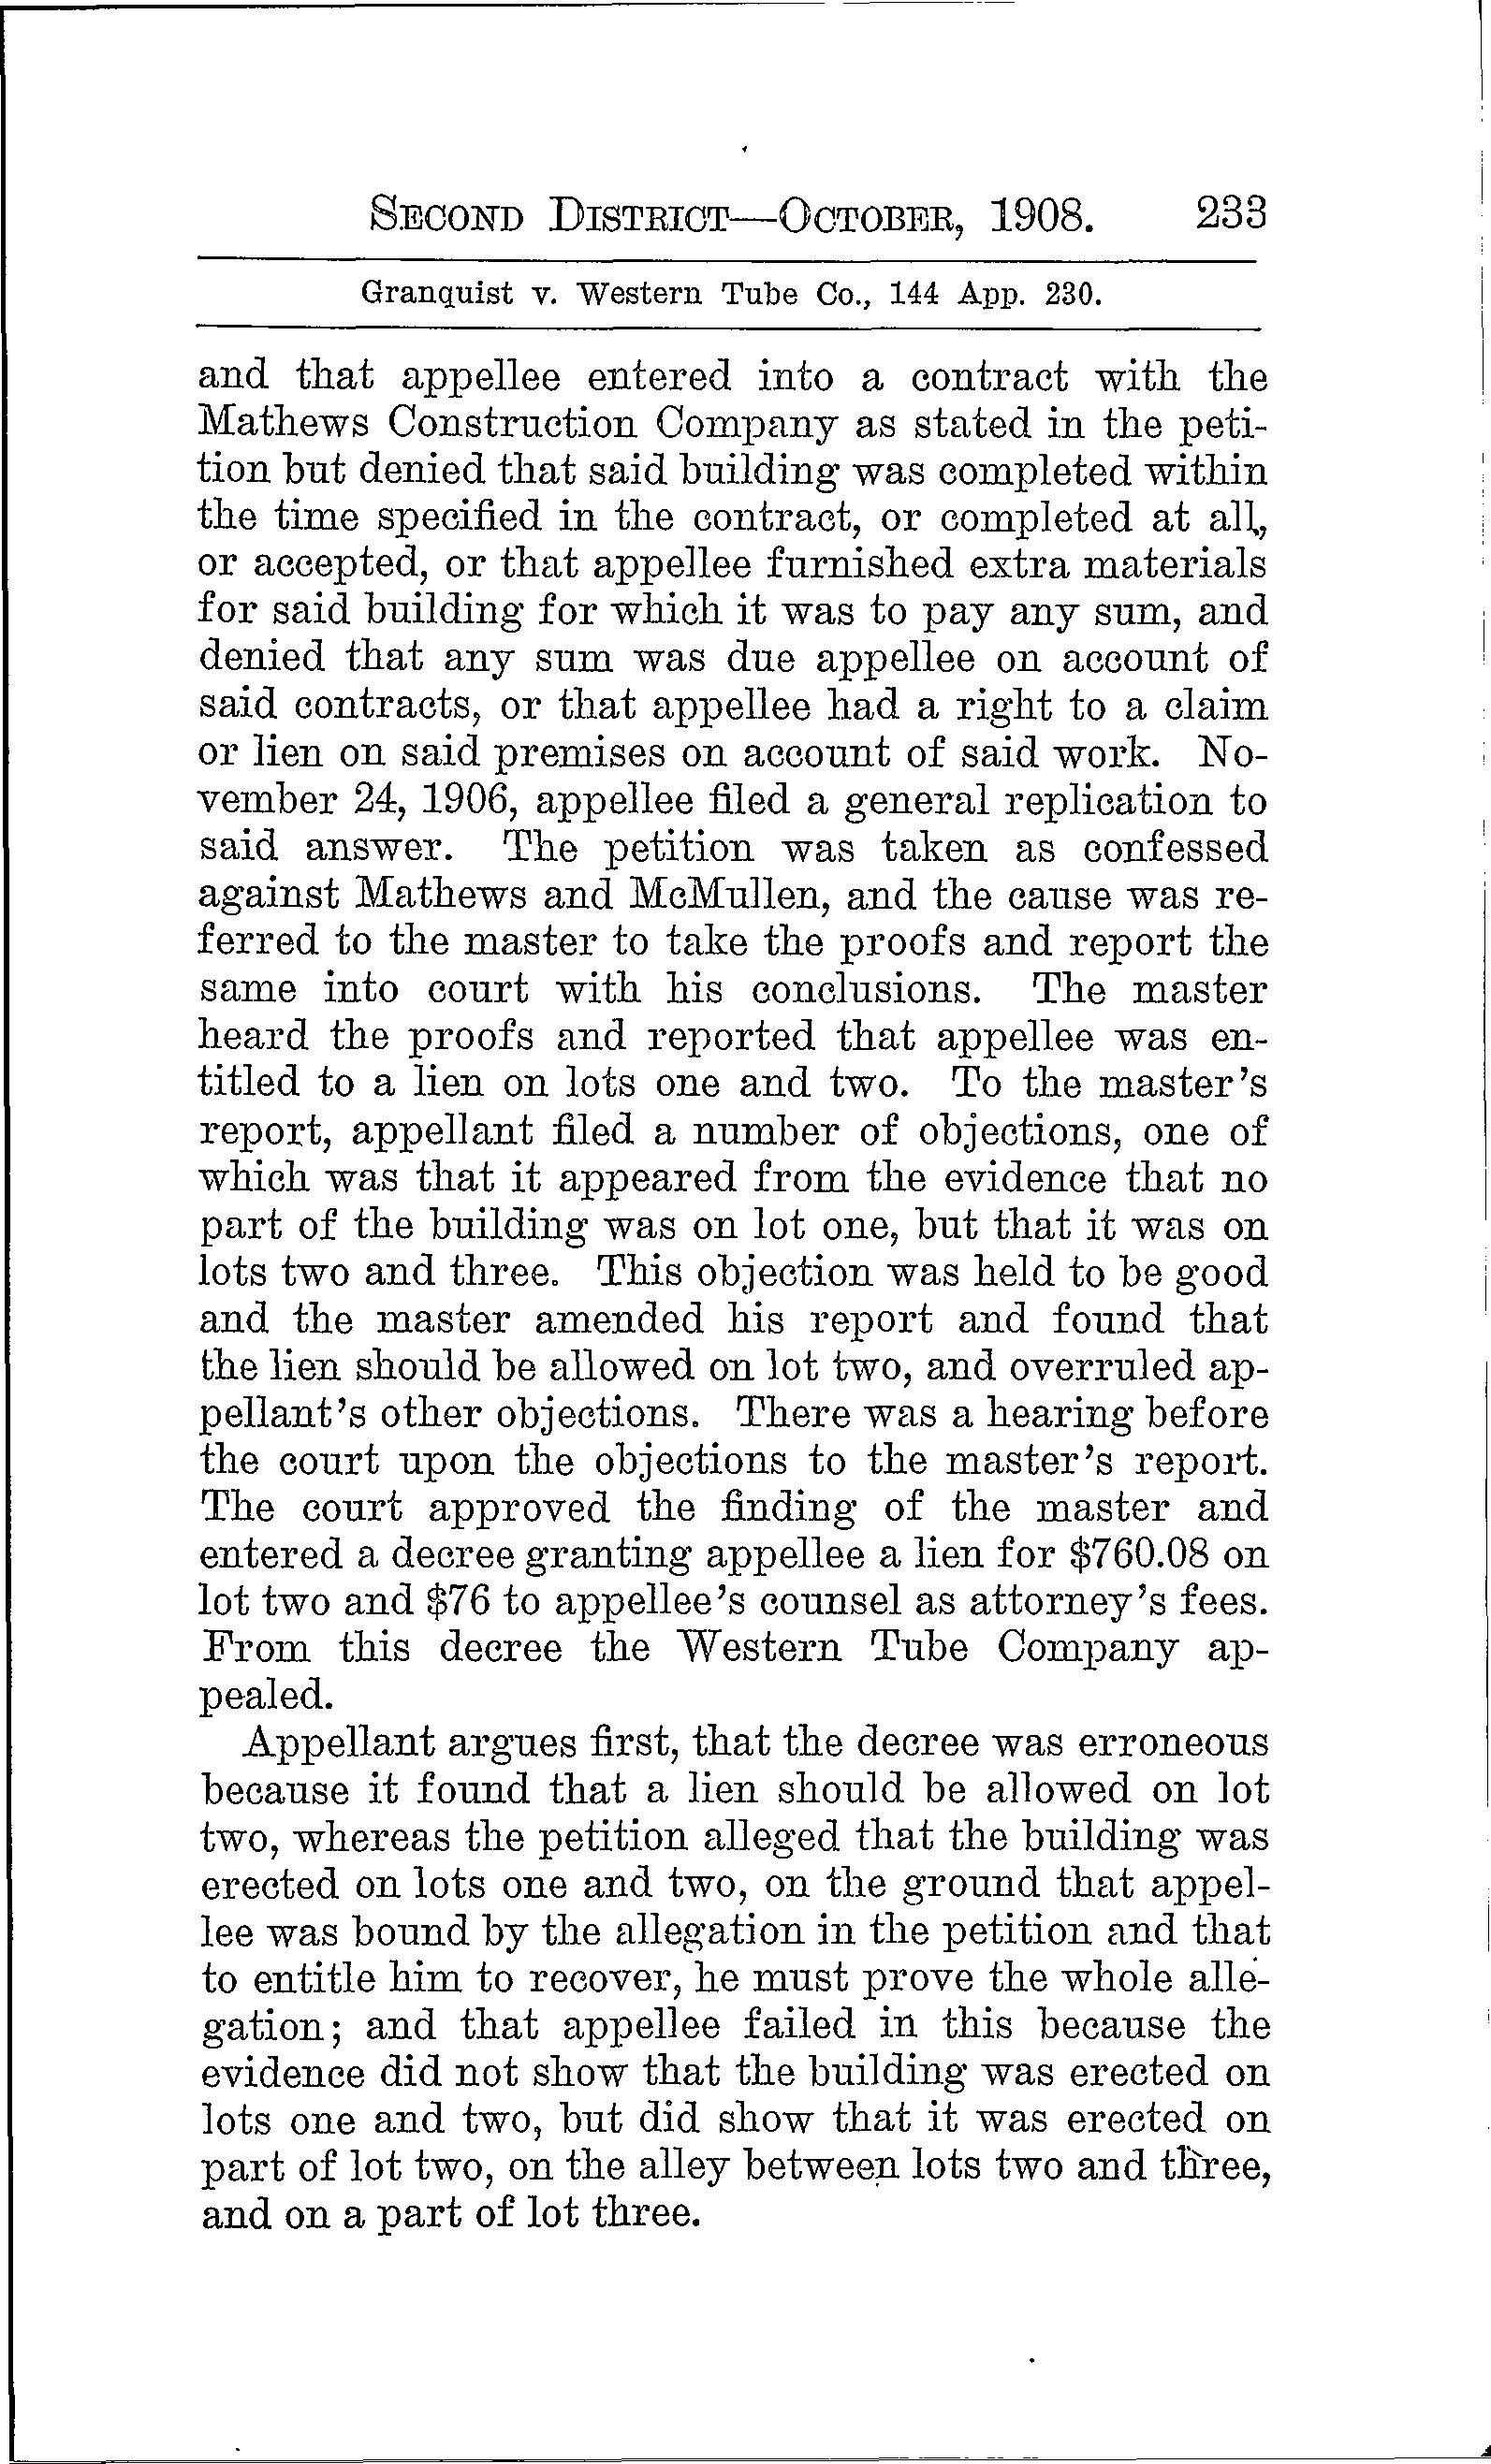 SECOND DISTRICT—OCTOBER, 1908. 233
Granquist v. Western Tube Co., 144 App. 230.
and that appellee entered into a contract with the
Mathews Construction Company as stated in the peti-
tion but denied that said building was completed within
the time specified in the contract, or completed at all,
or accepted, or that appellee furnished extra materials
for said building for which it was to pay any sum, and
denied that any sum was due appellee on account of
said contracts, or that appellee had a right to a claim
or lien on said premises on account of said work. No-
vember 24, 1906, appellee filed a general replication to
said answer. The petition was taken as confessed
against Mathews and McMullen, and the cause was re-
ferred to the master to take the proofs and report the
same into court with his conclusions. The master
heard the proofs and reported that appellee was en-
titled to a lien on lots one and two. To the master's
report, appellant filed a number of objections, one of
which was that it appeared from the evidence that no
part of the building was on lot one, but that it was on
lots two and three. This objection was held to be good
and the master amended his report and found that
the lien should be allowed on lot two, and overruled ap-
pellant's other objections. There was a hearing before
the court upon the objections to the master's report.
The court approved the finding of the master and
entered a decree granting appellee a lien for $760.08 on
lot two and $76 to appellee's counsel as attorney's fees.
From this decree the Western Tube Company ap-
pealed.
Appellant argues first, that the decree was erroneous
because it found that a lien should be allowed on lot
two, whereas the petition alleged that the building was
erected on lots one and two, on the ground that appel-
lee was bound by the allegation in the petition and that
to entitle him to recover, he must prove the whole alle-
gation; and that appellee failed in this because the
evidence did not show that the building was erected on
lots one and two, but did show that it was erected on
part of lot two, on the alley between lots two and three,
and on a part of lot three.